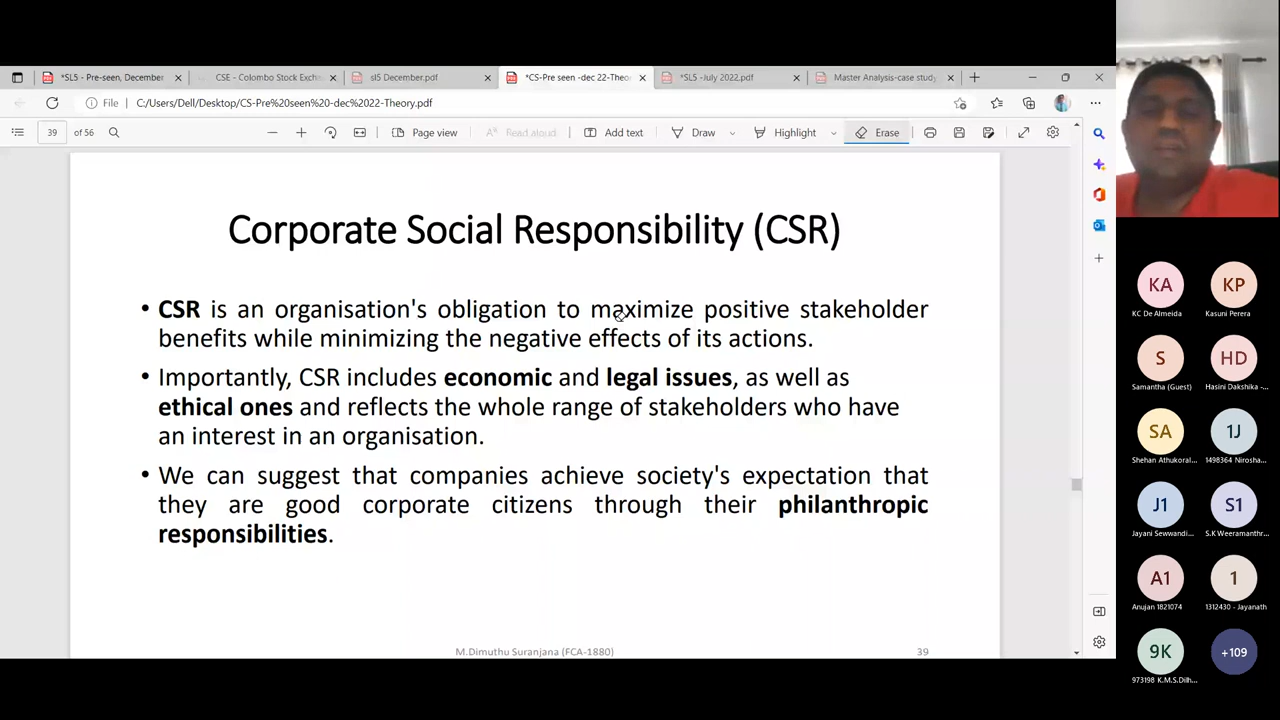 *SL5 - Pre-seen, December
CSE - Colombo Stock Exch
sl5 December.pdf
*CS-Pre seen -dec 22-Theo
*SL5 -July 2022.pdf
Master Analysis-case study
File
C:/Users/Dell/Desktop/CS-Pre%20seen%20-dec%2022-Theory.pdf
39 of 56
Page view
Read aloud
Add text
Draw
Highlight
Erase
Corporate Social Responsibility (CSR)
• CSR is an organisation's obligation to maximize positive stakeholder
benefits while minimizing the negative effects of its actions.
• Importantly, CSR includes economic and legal issues, as well as
ethical ones and reflects the whole range of stakeholders who have
an interest in an organisation.
• We can suggest that companies achieve society's expectation that
they are good corporate citizens through their philanthropic
responsibilities.
M.Dimuthu Suranjana (FCA-1880)
39
KA
KC De Almeida
KP
Kasuni Perera
S
Samantha (Guest)
HD
Hasini Dakshika -...
SA
Shehan Athukoral...
1J
1498364 Nirosha...
J1
Jayani Sewwandi...
S1
S.K Weeramanthr...
A1
Anujan 1821074
1
1312430 - Jayanath
9K
973198 K.M.S.Dilh...
+109